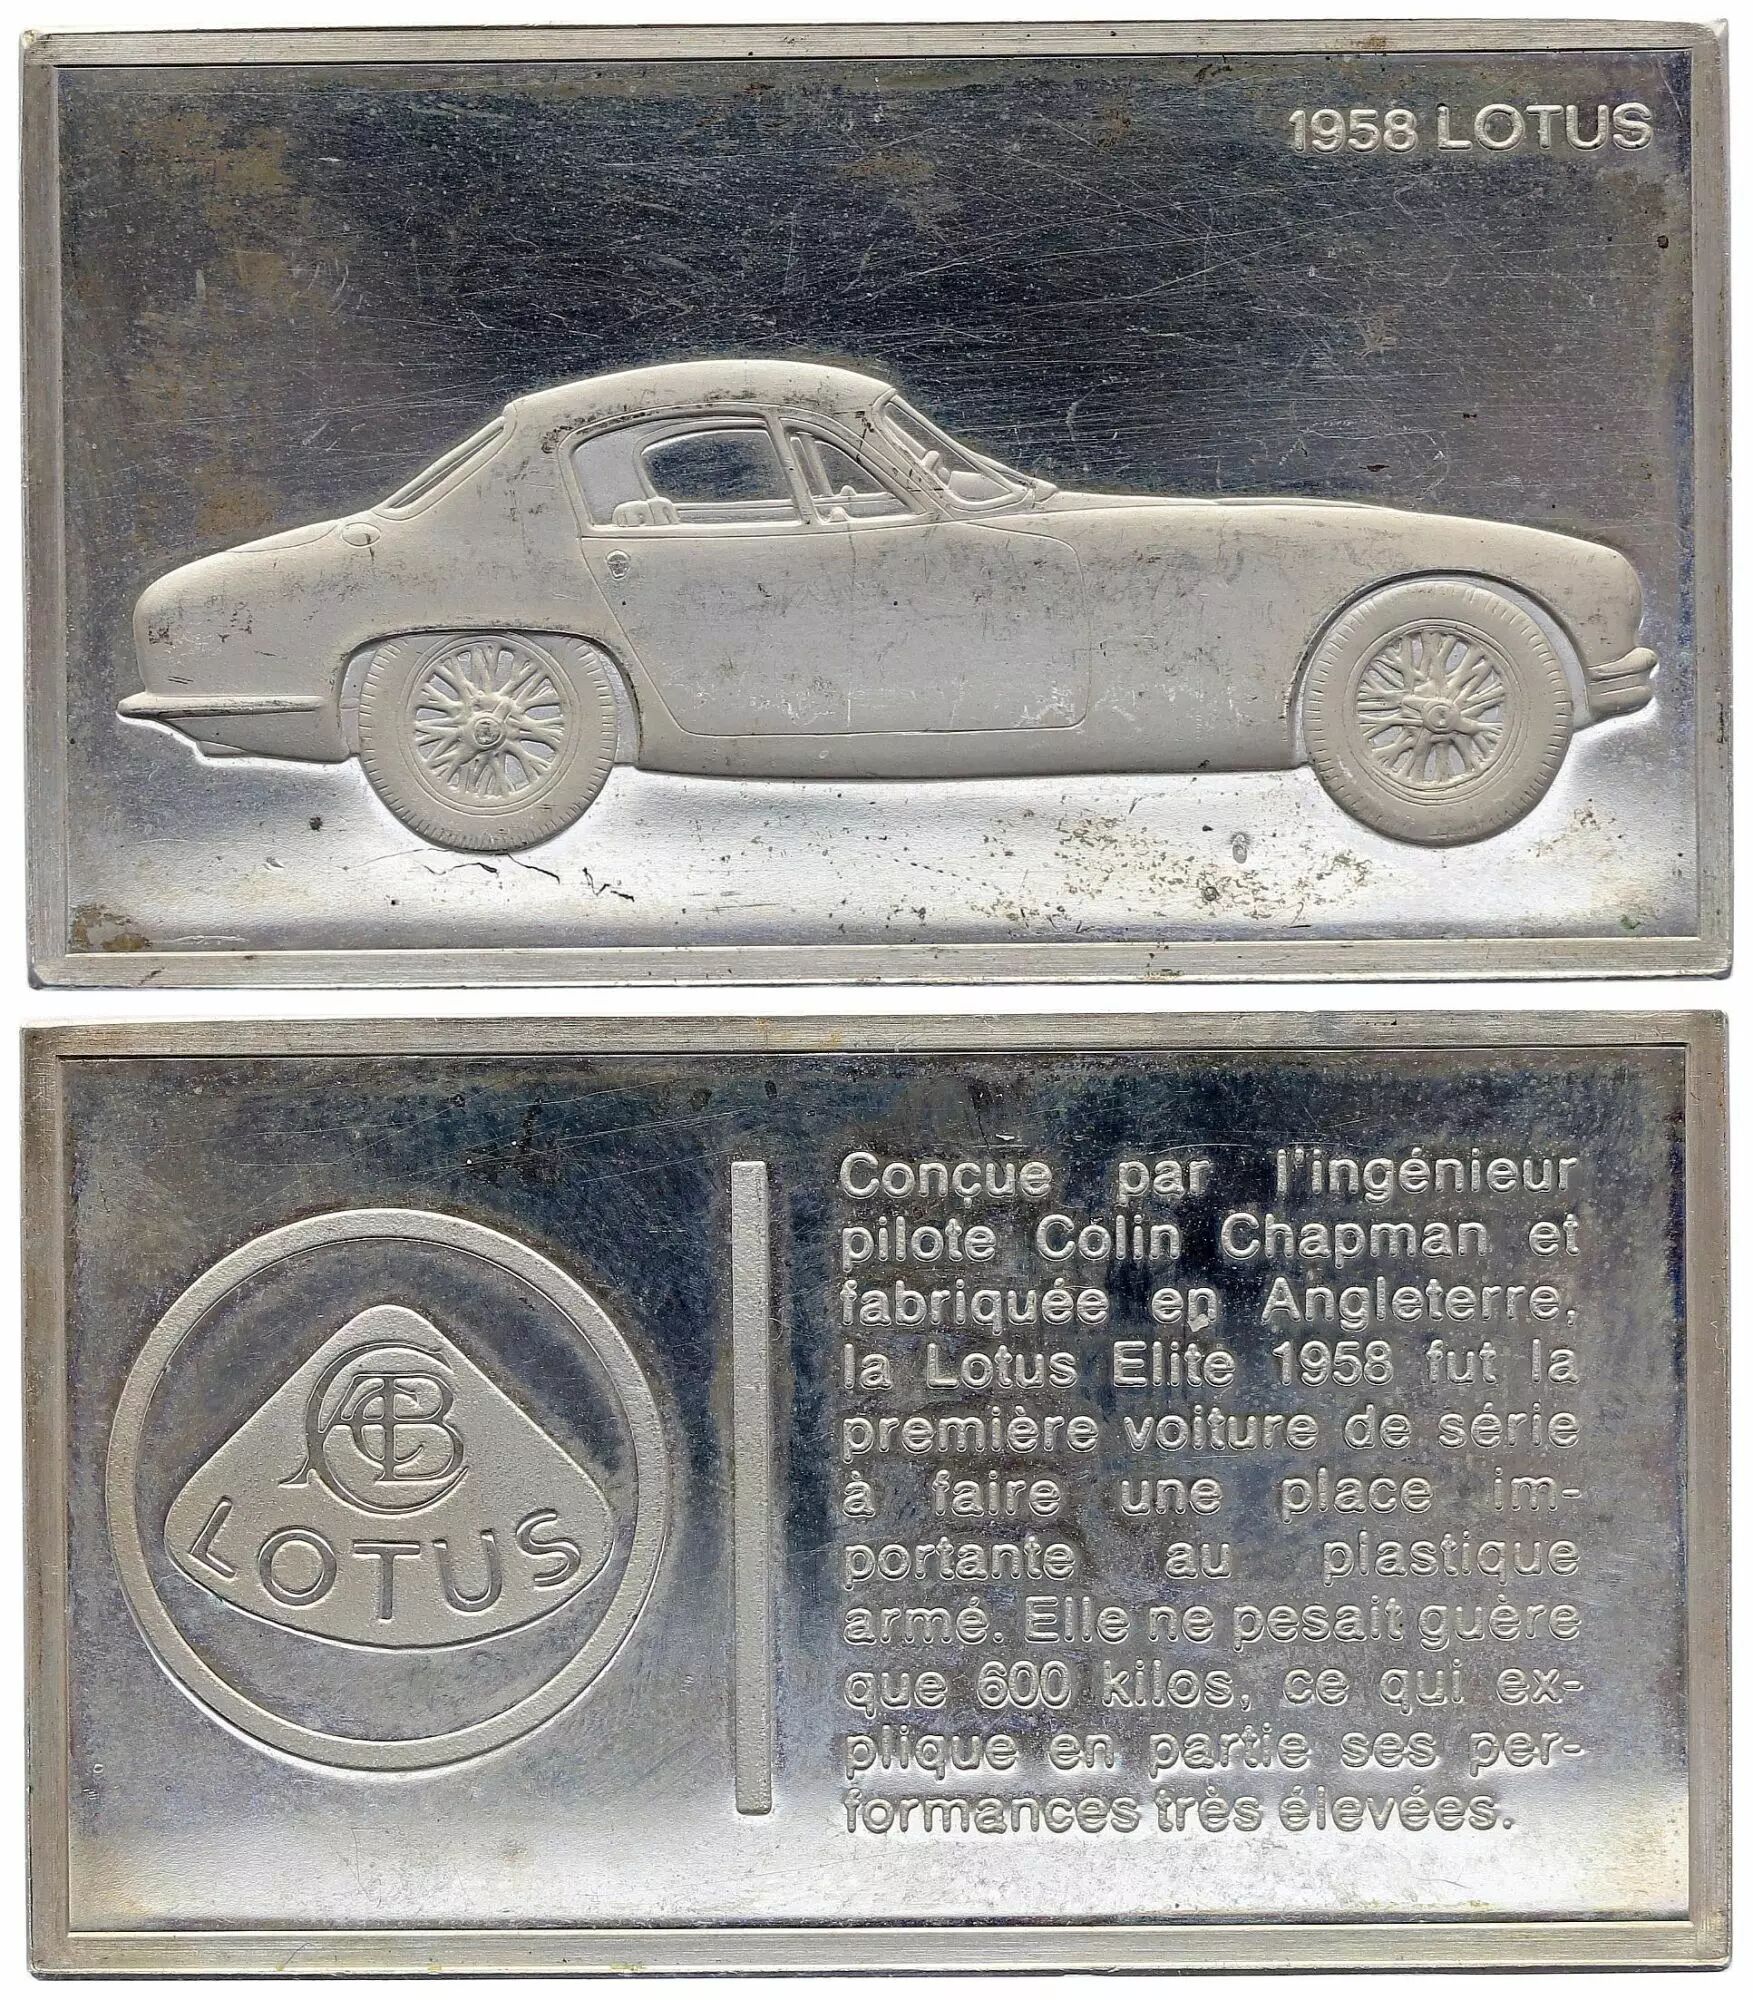 1958 LOTUS
ACBC
LOTUS
Conçue par l'ingénieur
pilote Colin Chapman et
fabriquée en Angleterre,
la Lotus Elite 1958 fut la
première voiture de série
à faire une place im-
portante au plastique
armé. Elle ne pesait guère
que 600 kilos, ce qui ex-
plique en partie ses per-
formances très élevées.